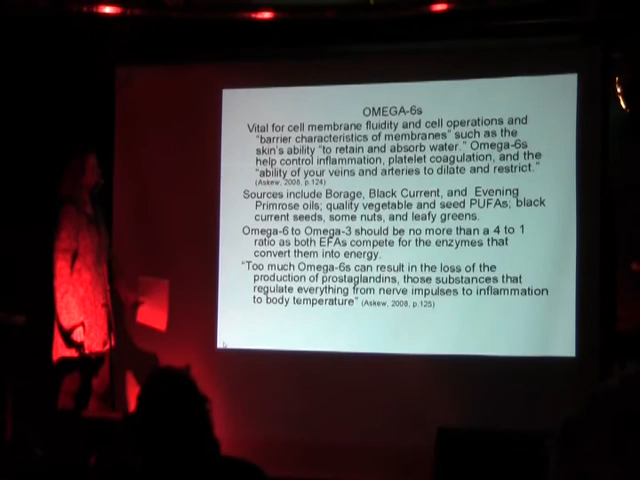 OMEGA-6s
Vital for cell membrane fluidity and cell operations and
"barrier characteristics of membranes" such as the
skin's ability "to retain and absorb water." Omega-6s
help control inflammation, platelet coagulation, and the
"ability of your veins and arteries to dilate and restrict."
(Askew, 2008, p.124)
Sources include Borage, Black Current, and Evening
Primrose oils; quality vegetable and seed PUFAs; black
current seeds, some nuts, and leafy greens.
Omega-6 to Omega-3 should be no more than a 4 to 1
ratio as both EFAs compete for the enzymes that
convert them into energy.
"Too much Omega-6s can result in the loss of the
production of prostaglandins, those substances that
regulate everything from nerve impulses to inflammation
to body temperature" (Askew, 2008, p.125)